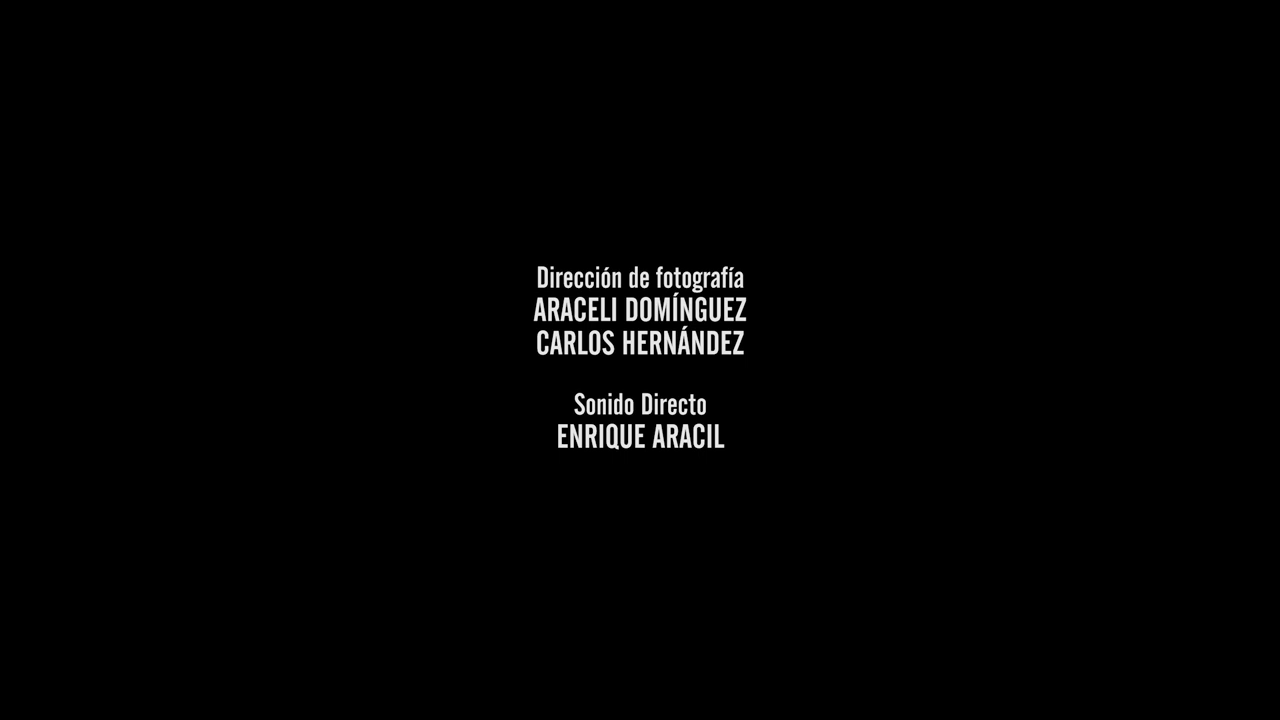 Dirección de fotografía
ARACELI DOMÍNGUEZ
CARLOS HERNÁNDEZ
Sonido Directo
ENRIQUE ARACIL